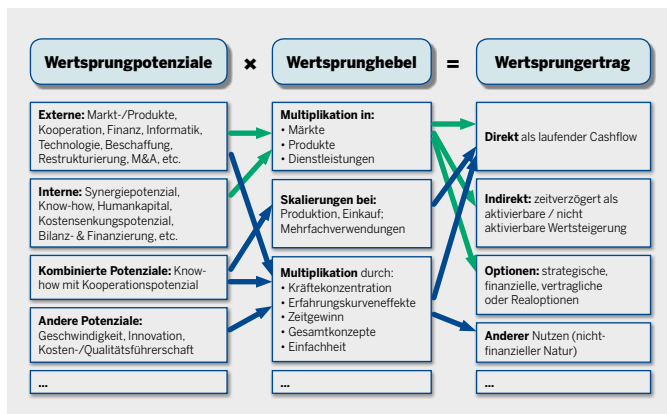 Wertsprungpotenziale × Wertsprunghebel = Wertsprungertrag
Externe: Markt-/Produkte,
Kooperation, Finanz, Informatik,
Technologie, Beschaffung,
Restrukturierung, M&A, etc.
Interne: Synergiepotenzial,
Know-how, Humankapital,
Kostensenkungspotenzial,
Bilanz- & Finanzierung, etc.
Kombinierte Potenziale: Know-
how mit Kooperationspotenzial
Andere Potenziale:
Geschwindigkeit, Innovation,
Kosten-/Qualitätsführerschaft
...
Multiplikation in:
• Märkte
• Produkte
• Dienstleistungen
Skalierungen bei:
Produktion, Einkauf;
Mehrfachverwendungen
Multiplikation durch:
• Kräftekonzentration
• Erfahrungskurveneffekte
• Zeitgewinn
• Gesamtkonzepte
• Einfachheit
...
Direkt als laufender Cashflow
Indirekt: zeitverzögert als
aktivierbare / nicht
aktivierbare Wertsteigerung
Optionen: strategische,
finanzielle, vertragliche
oder Realoptionen
Anderer Nutzen (nicht-
finanzieller Natur)
...